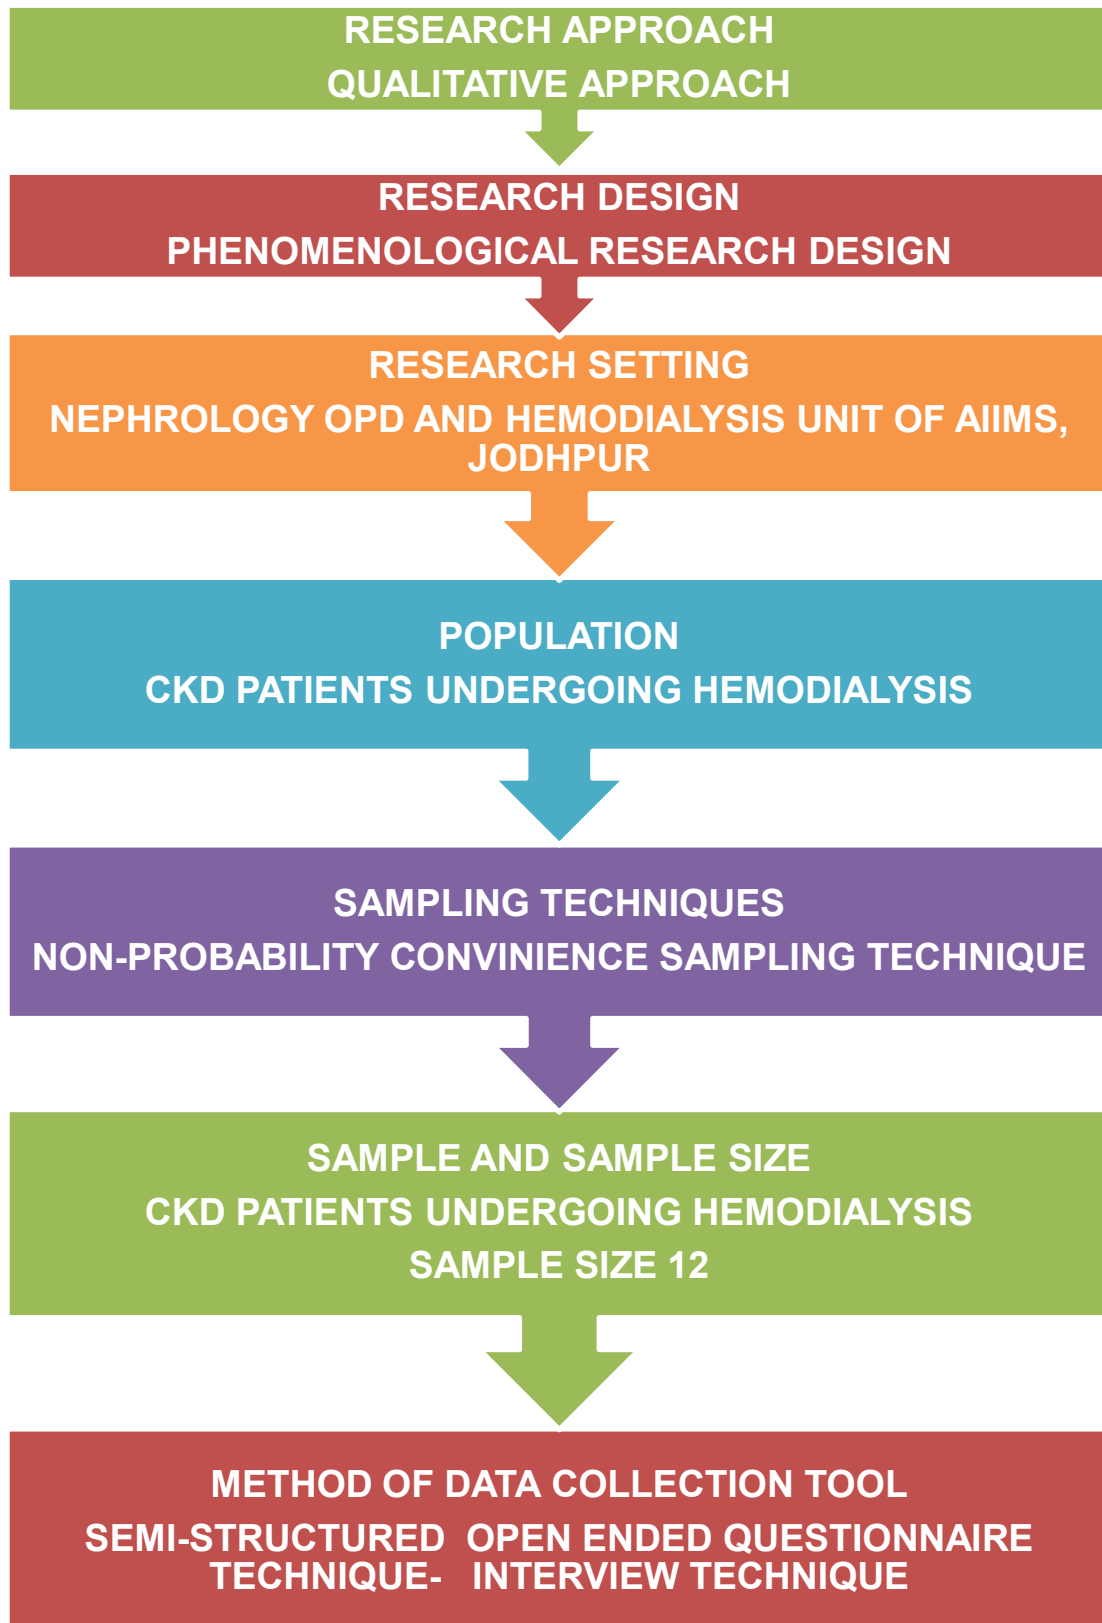 RESEARCH APPROACH
QUALITATIVE APPROACH
RESEARCH DESIGN
PHENOMENOLOGICAL RESEARCH DESIGN
RESEARCH SETTING
NEPHROLOGY OPD AND HEMODIALYSIS UNIT OF AIIMS,
JODHPUR
POPULATION
CKD PATIENTS UNDERGOING HEMODIALYSIS
SAMPLING TECHNIQUES
NON-PROBABILITY CONVINIENCE SAMPLING TECHNIQUE
SAMPLE AND SAMPLE SIZE
CKD PATIENTS UNDERGOING HEMODIALYSIS
SAMPLE SIZE 12
METHOD OF DATA COLLECTION TOOL
SEMI-STRUCTURED OPEN ENDED QUESTIONNAIRE
TECHNIQUE- INTERVIEW TECHNIQUE